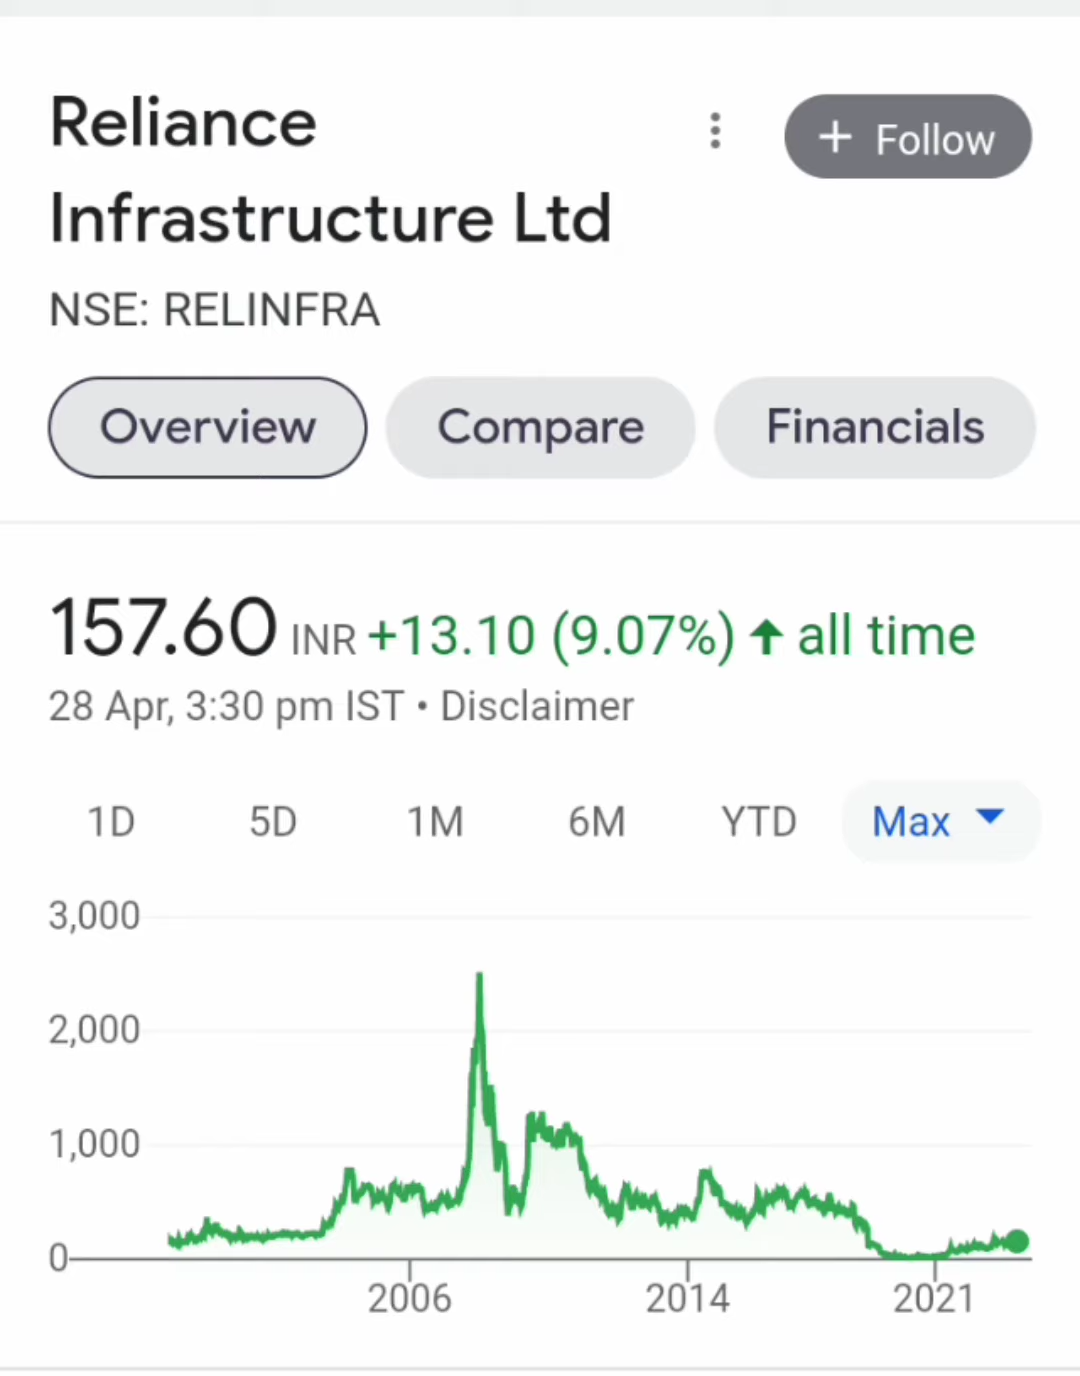 Reliance
Infrastructure Ltd
+ Follow
NSE: RELINFRA
Overview
Compare
Financials
157.60 INR +13.10 (9.07%) ↑ all time
28 Apr, 3:30 pm IST • Disclaimer
1D 5D 1M 6M YTD Max
3,000
2,000
1,000
0
2006 2014 2021